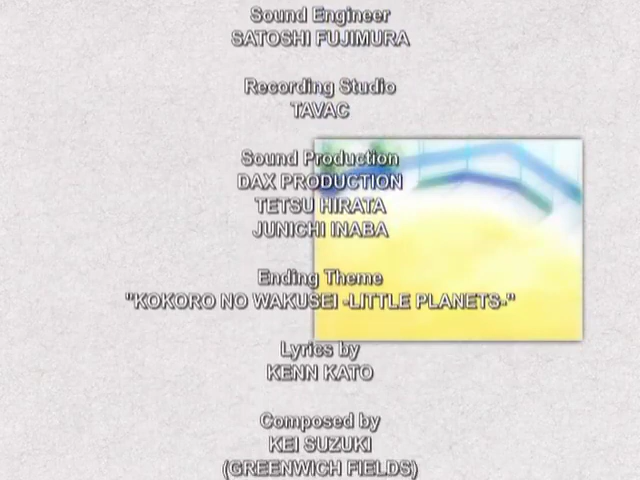 Sound Engineer
SATOSHI FUJIMURA
Recording Studio
TAVAC
Sound Production
DAX PRODUCTION
TETSU HIRATA
JUNICHI INABA
Ending Theme
"KOKORO NO WAKUSEI -LITTLE PLANETS-"
Lyrics by
KENN KATO
Composed by
KEI SUZUKI
(GREENWICH FIELDS)